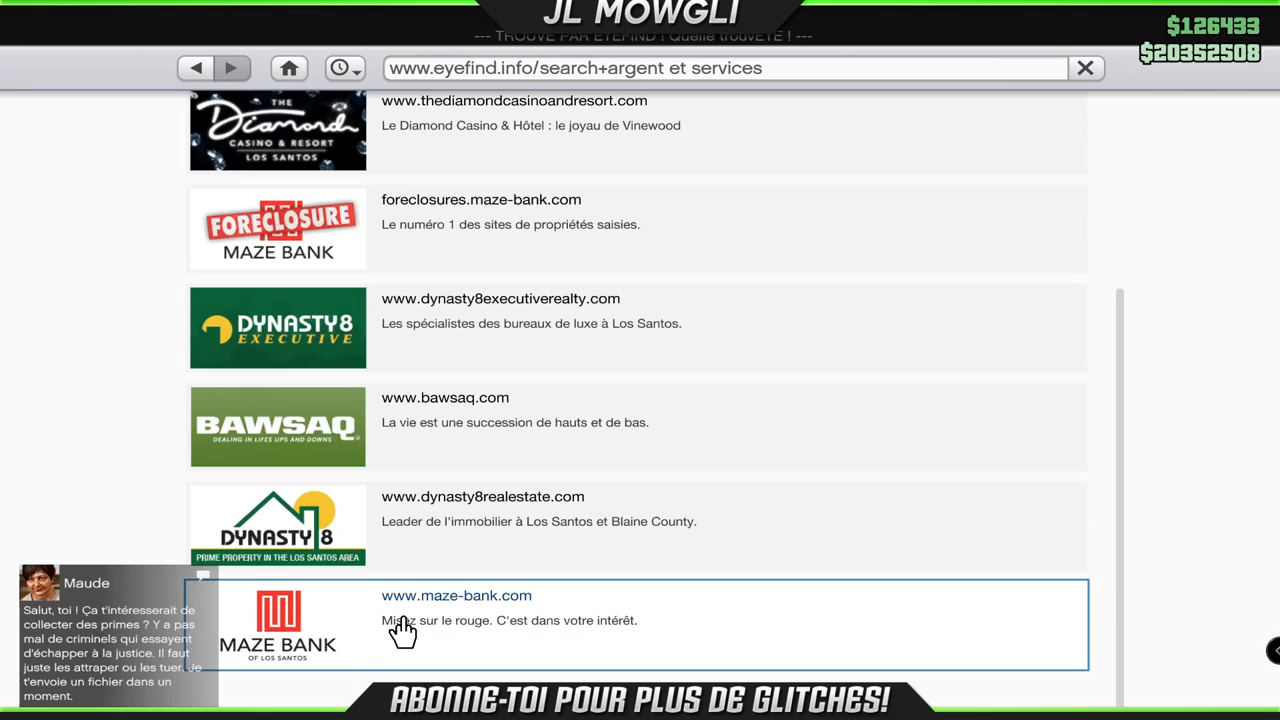 JL MOWGLI
--- TROUVÉ PAR EYEFIND ! Quelle trouvETE ! ---
$126433
$20352508
www.eyefind.info/search+argent et services
THE
Diamond
CASINO & RESORT
LOS SANTOS
www.thediamondcasinoandresort.com
Le Diamond Casino & Hôtel : le joyau de Vinewood
FORECLOSURE
MAZE BANK
foreclosures.maze-bank.com
Le numéro 1 des sites de propriétés saisies.
DYNASTY8
EXECUTIVE
www.dynasty8executiverealty.com
Les spécialistes des bureaux de luxe à Los Santos.
BAWSAQ
DEALING IN LIFES UPS AND DOWNS
www.bawsaq.com
La vie est une succession de hauts et de bas.
DYNASTY 8
PRIME PROPERTY IN THE LOS SANTOS AREA
www.dynasty8realestate.com
Leader de l'immobilier à Los Santos et Blaine County.
MAZE BANK
OF LOS SANTOS
www.maze-bank.com
Misez sur le rouge. C'est dans votre intérêt.
Maude
Salut, toi ! Ça t'intéresserait de
collecter des primes ? Y a pas
mal de criminels qui essayent
d'échapper à la justice. Il faut
juste les attraper ou les tuer. Je
t'envoie un fichier dans un
moment.
ABONNE-TOI POUR PLUS DE GLITCHES!